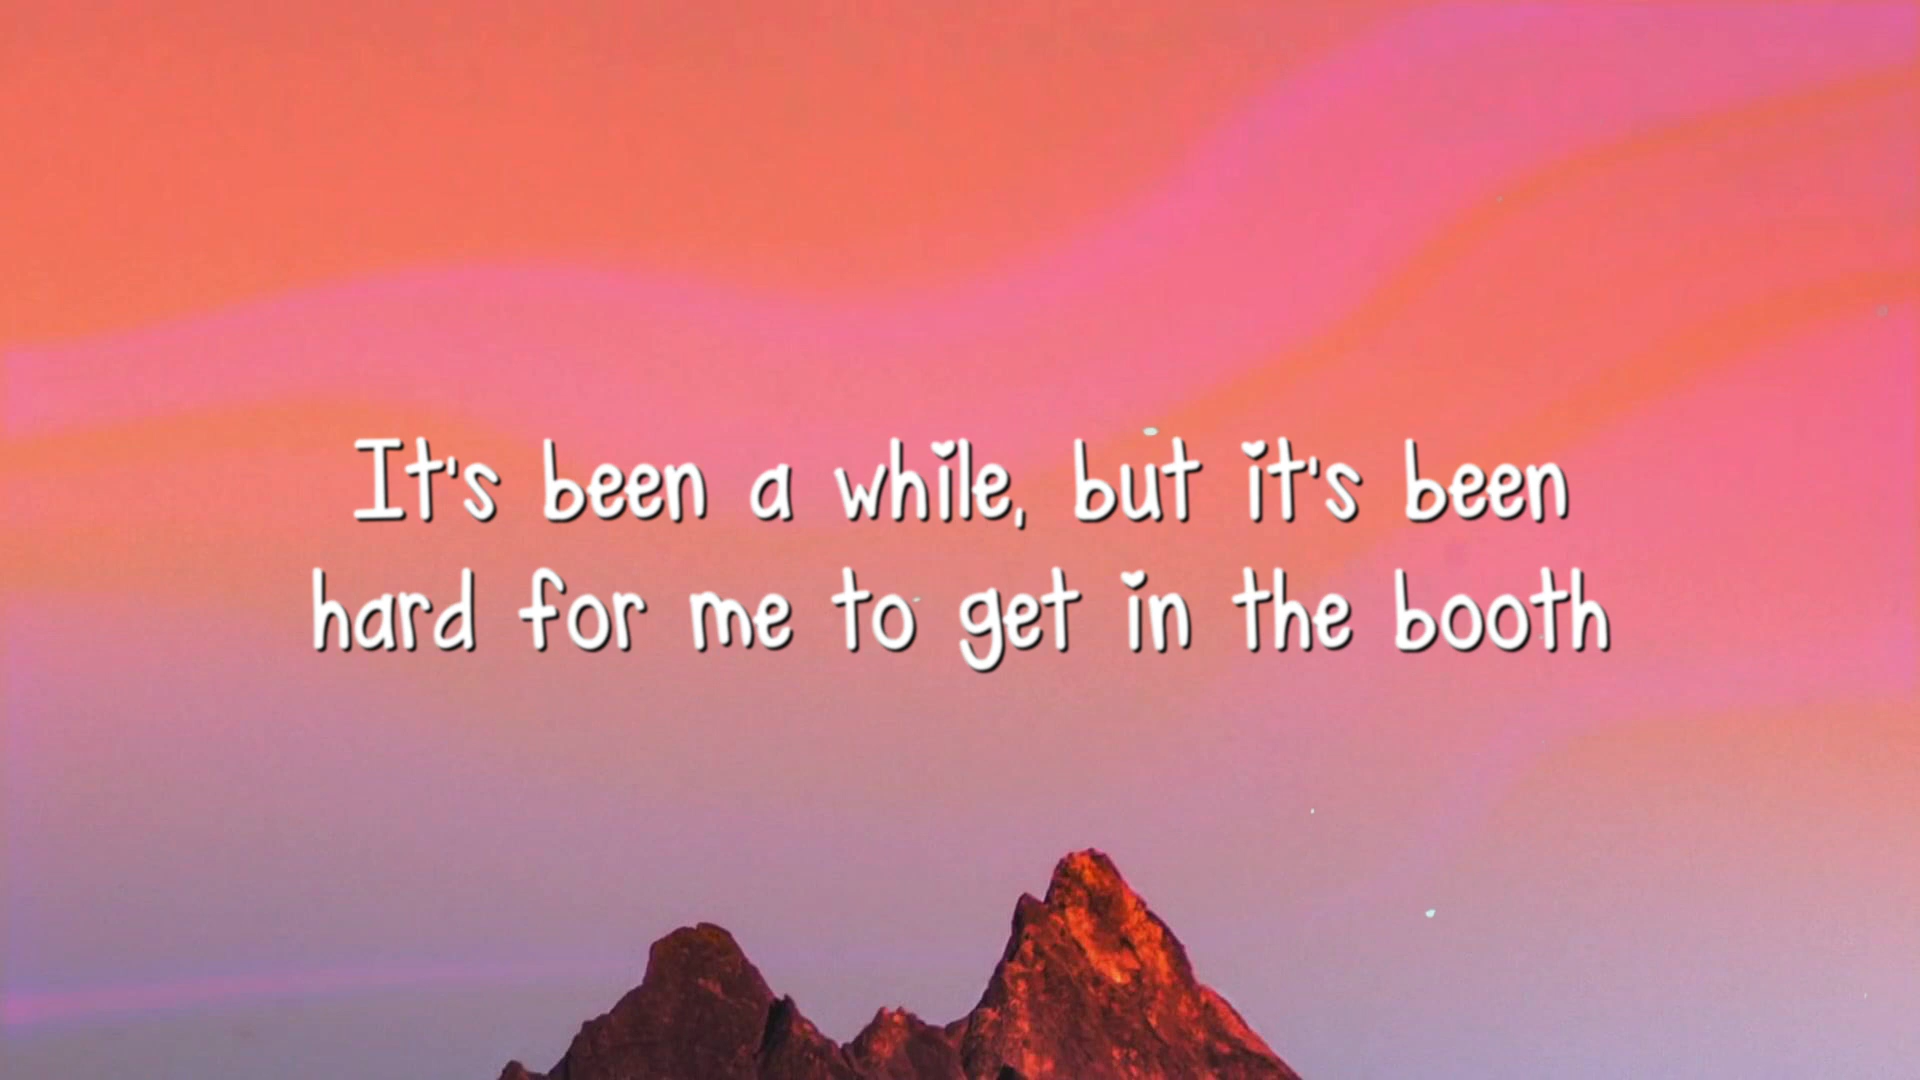 It's been a while, but it's been
hard for me to get in the booth